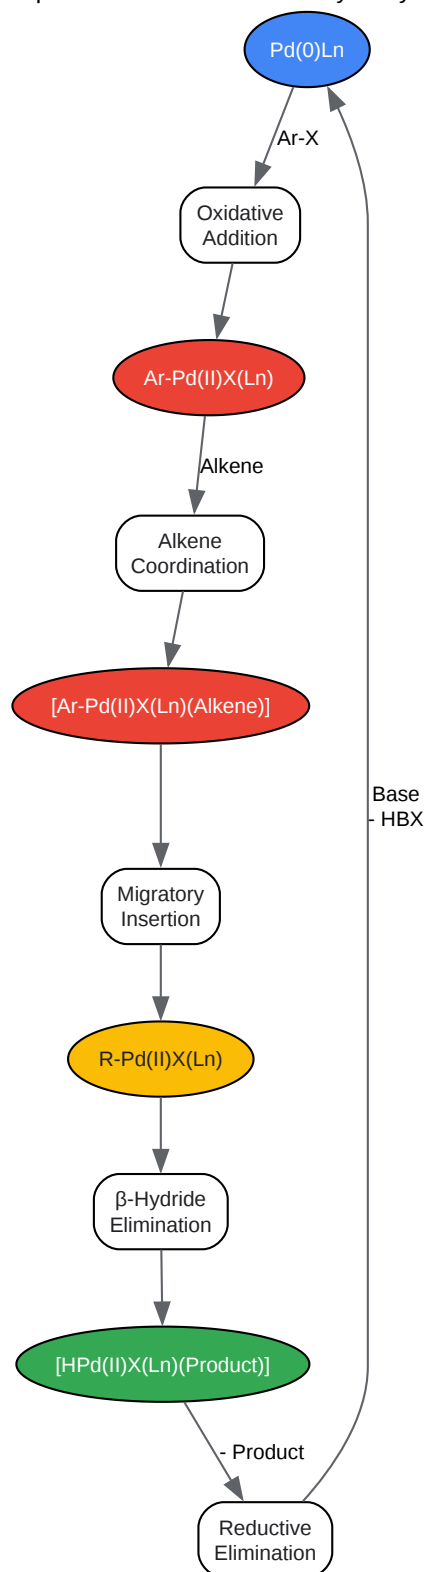 Pd(0)Ln
Ar-X
Oxidative
Addition
Ar-Pd(II)X(Ln)
Alkene
Alkene
Coordination
[Ar-Pd(II)X(Ln)(Alkene)]
Base
- HBX
Migratory
Insertion
R-Pd(II)X(Ln)
β-Hydride
Elimination
[HPd(II)X(Ln)(Product)]
- Product
Reductive
Elimination